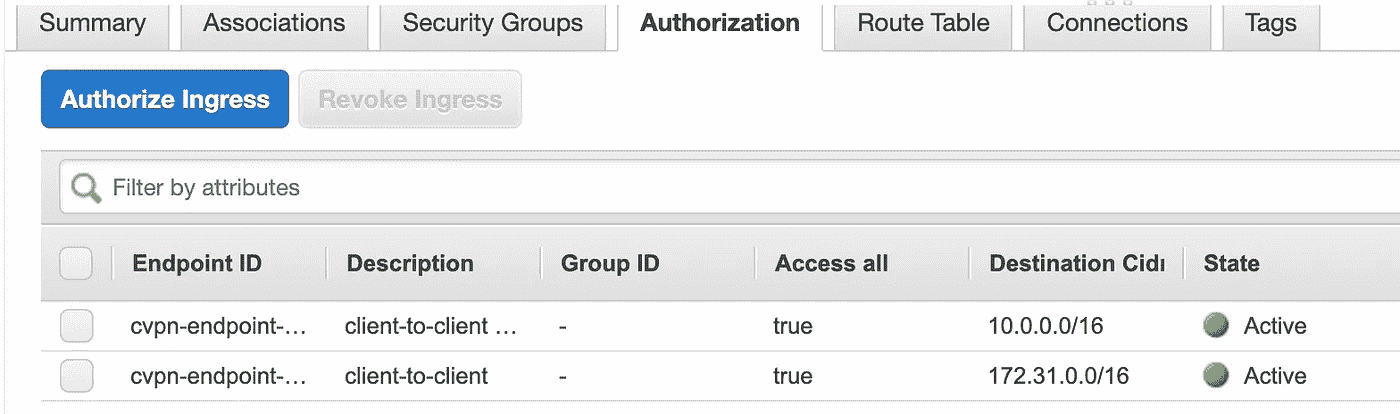 Summary Associations Security Groups Authorization Route Table Connections Tags
Authorize Ingress Revoke Ingress
Filter by attributes
Endpoint ID Description Group ID Access all Destination Cidr State
cvpn-endpoint-... client-to-client ... - true 10.0.0.0/16 Active
cvpn-endpoint-... client-to-client - true 172.31.0.0/16 Active